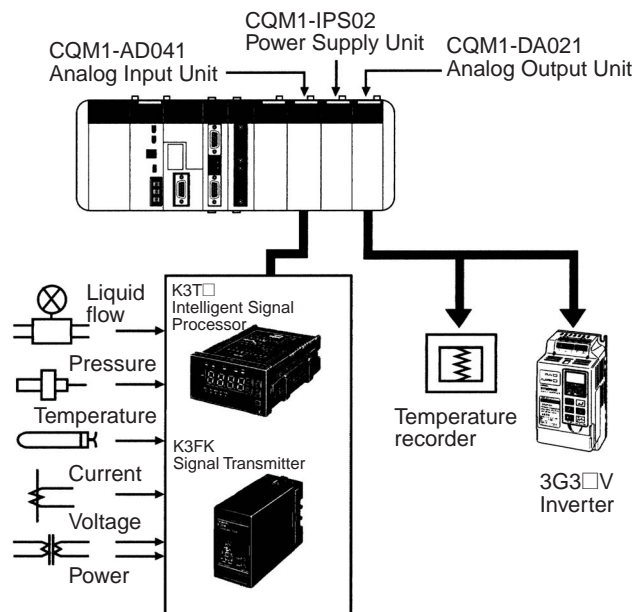 CQM1-AD041
Analog Input Unit
CQM1-IPS02
Power Supply Unit
CQM1-DA021
Analog Output Unit
Liquid
flow
Pressure
Temperature
Current
Voltage
Power
K3T□
Intelligent Signal
Processor
K3FK
Signal Transmitter
Temperature
recorder
3G3□V
Inverter